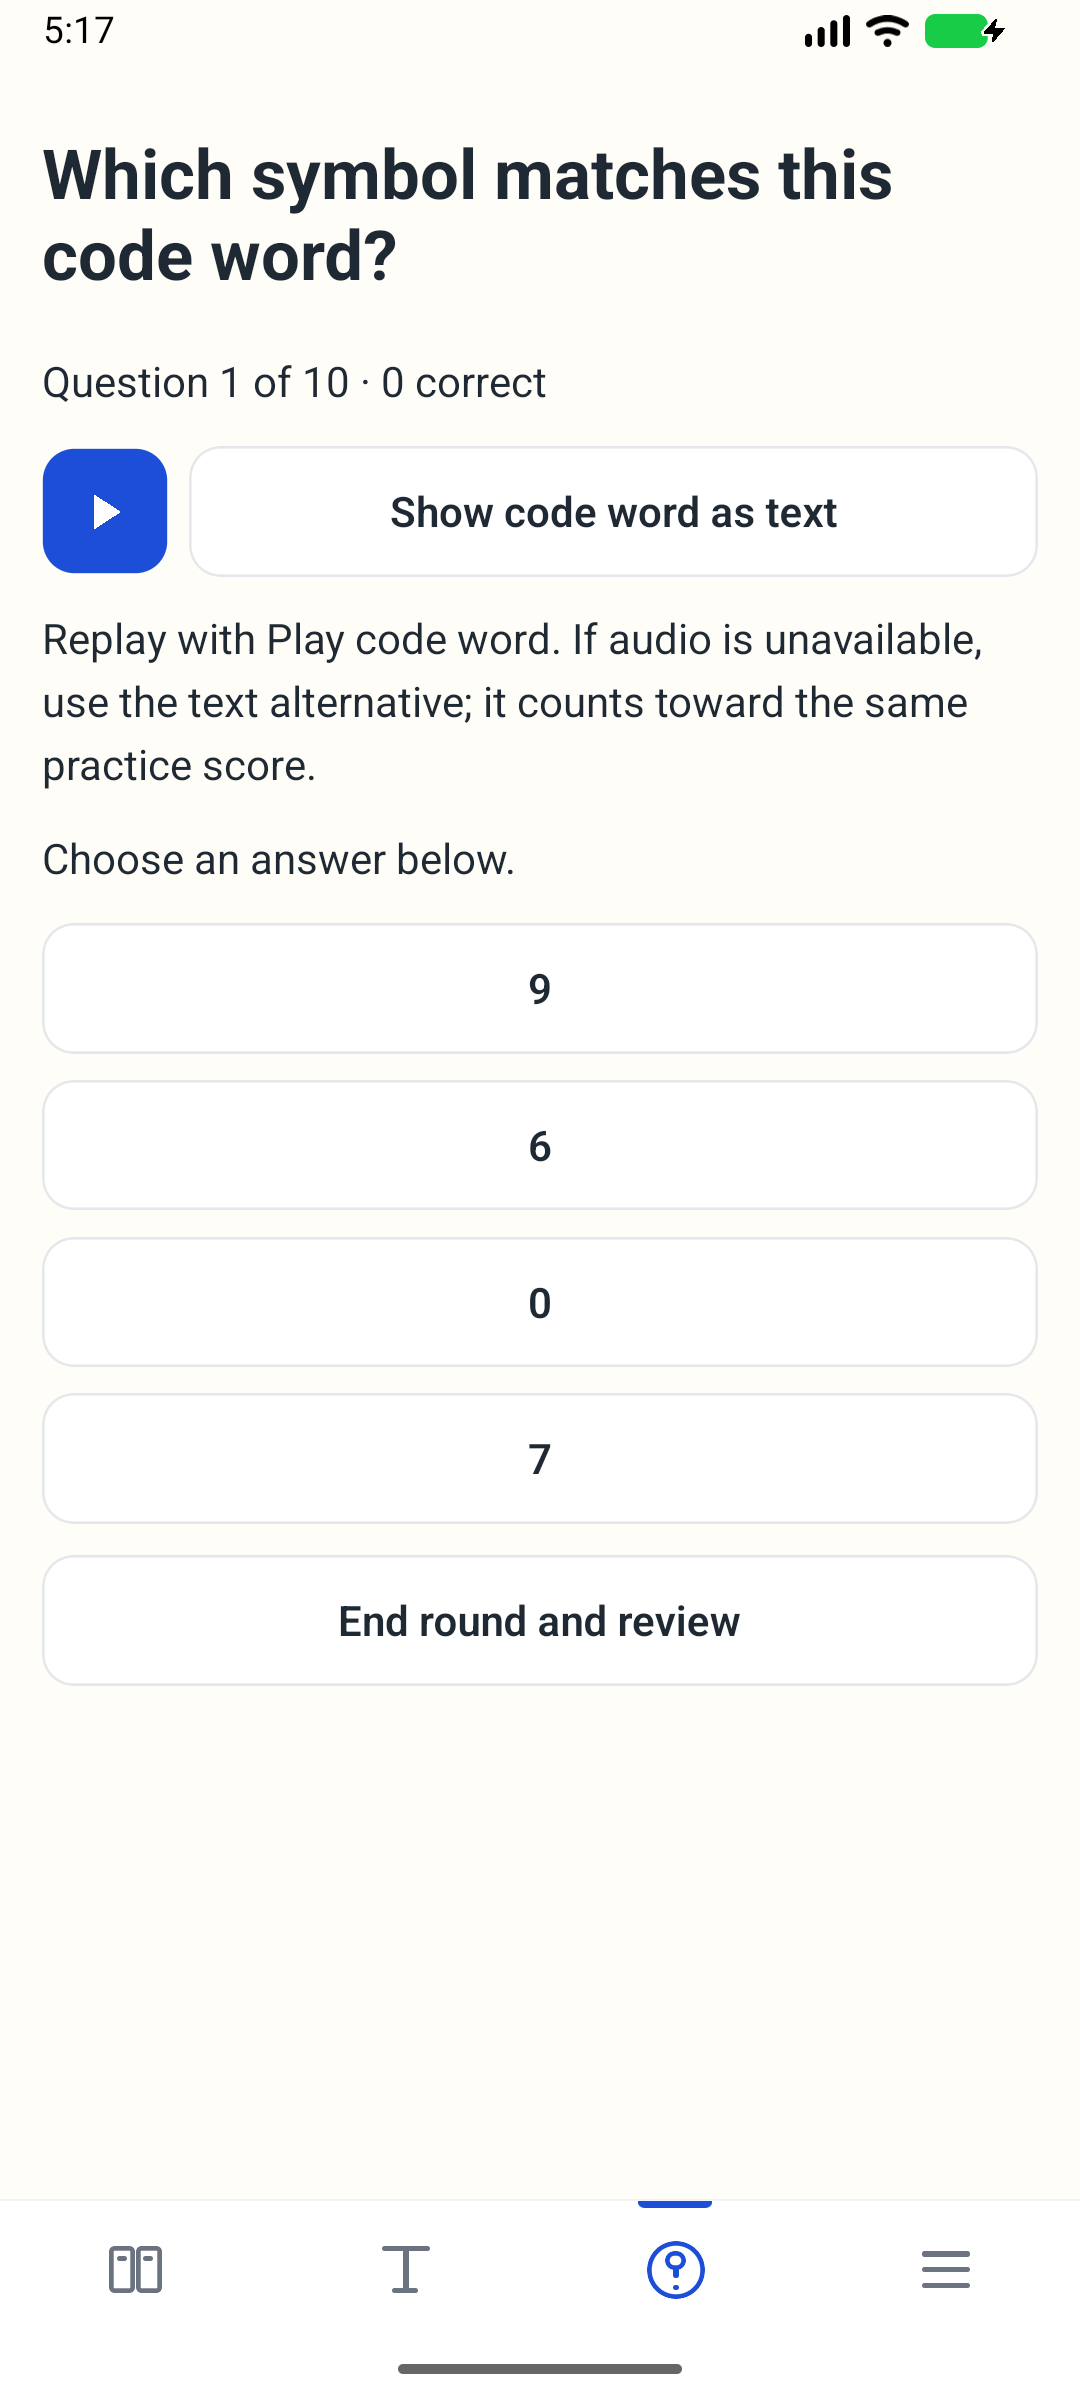 5:17
Which symbol matches this
code word?
Question 1 of 10 · 0 correct
Show code word as text
Replay with Play code word. If audio is unavailable,
use the text alternative; it counts toward the same
practice score.
Choose an answer below.
9
6
0
7
End round and review